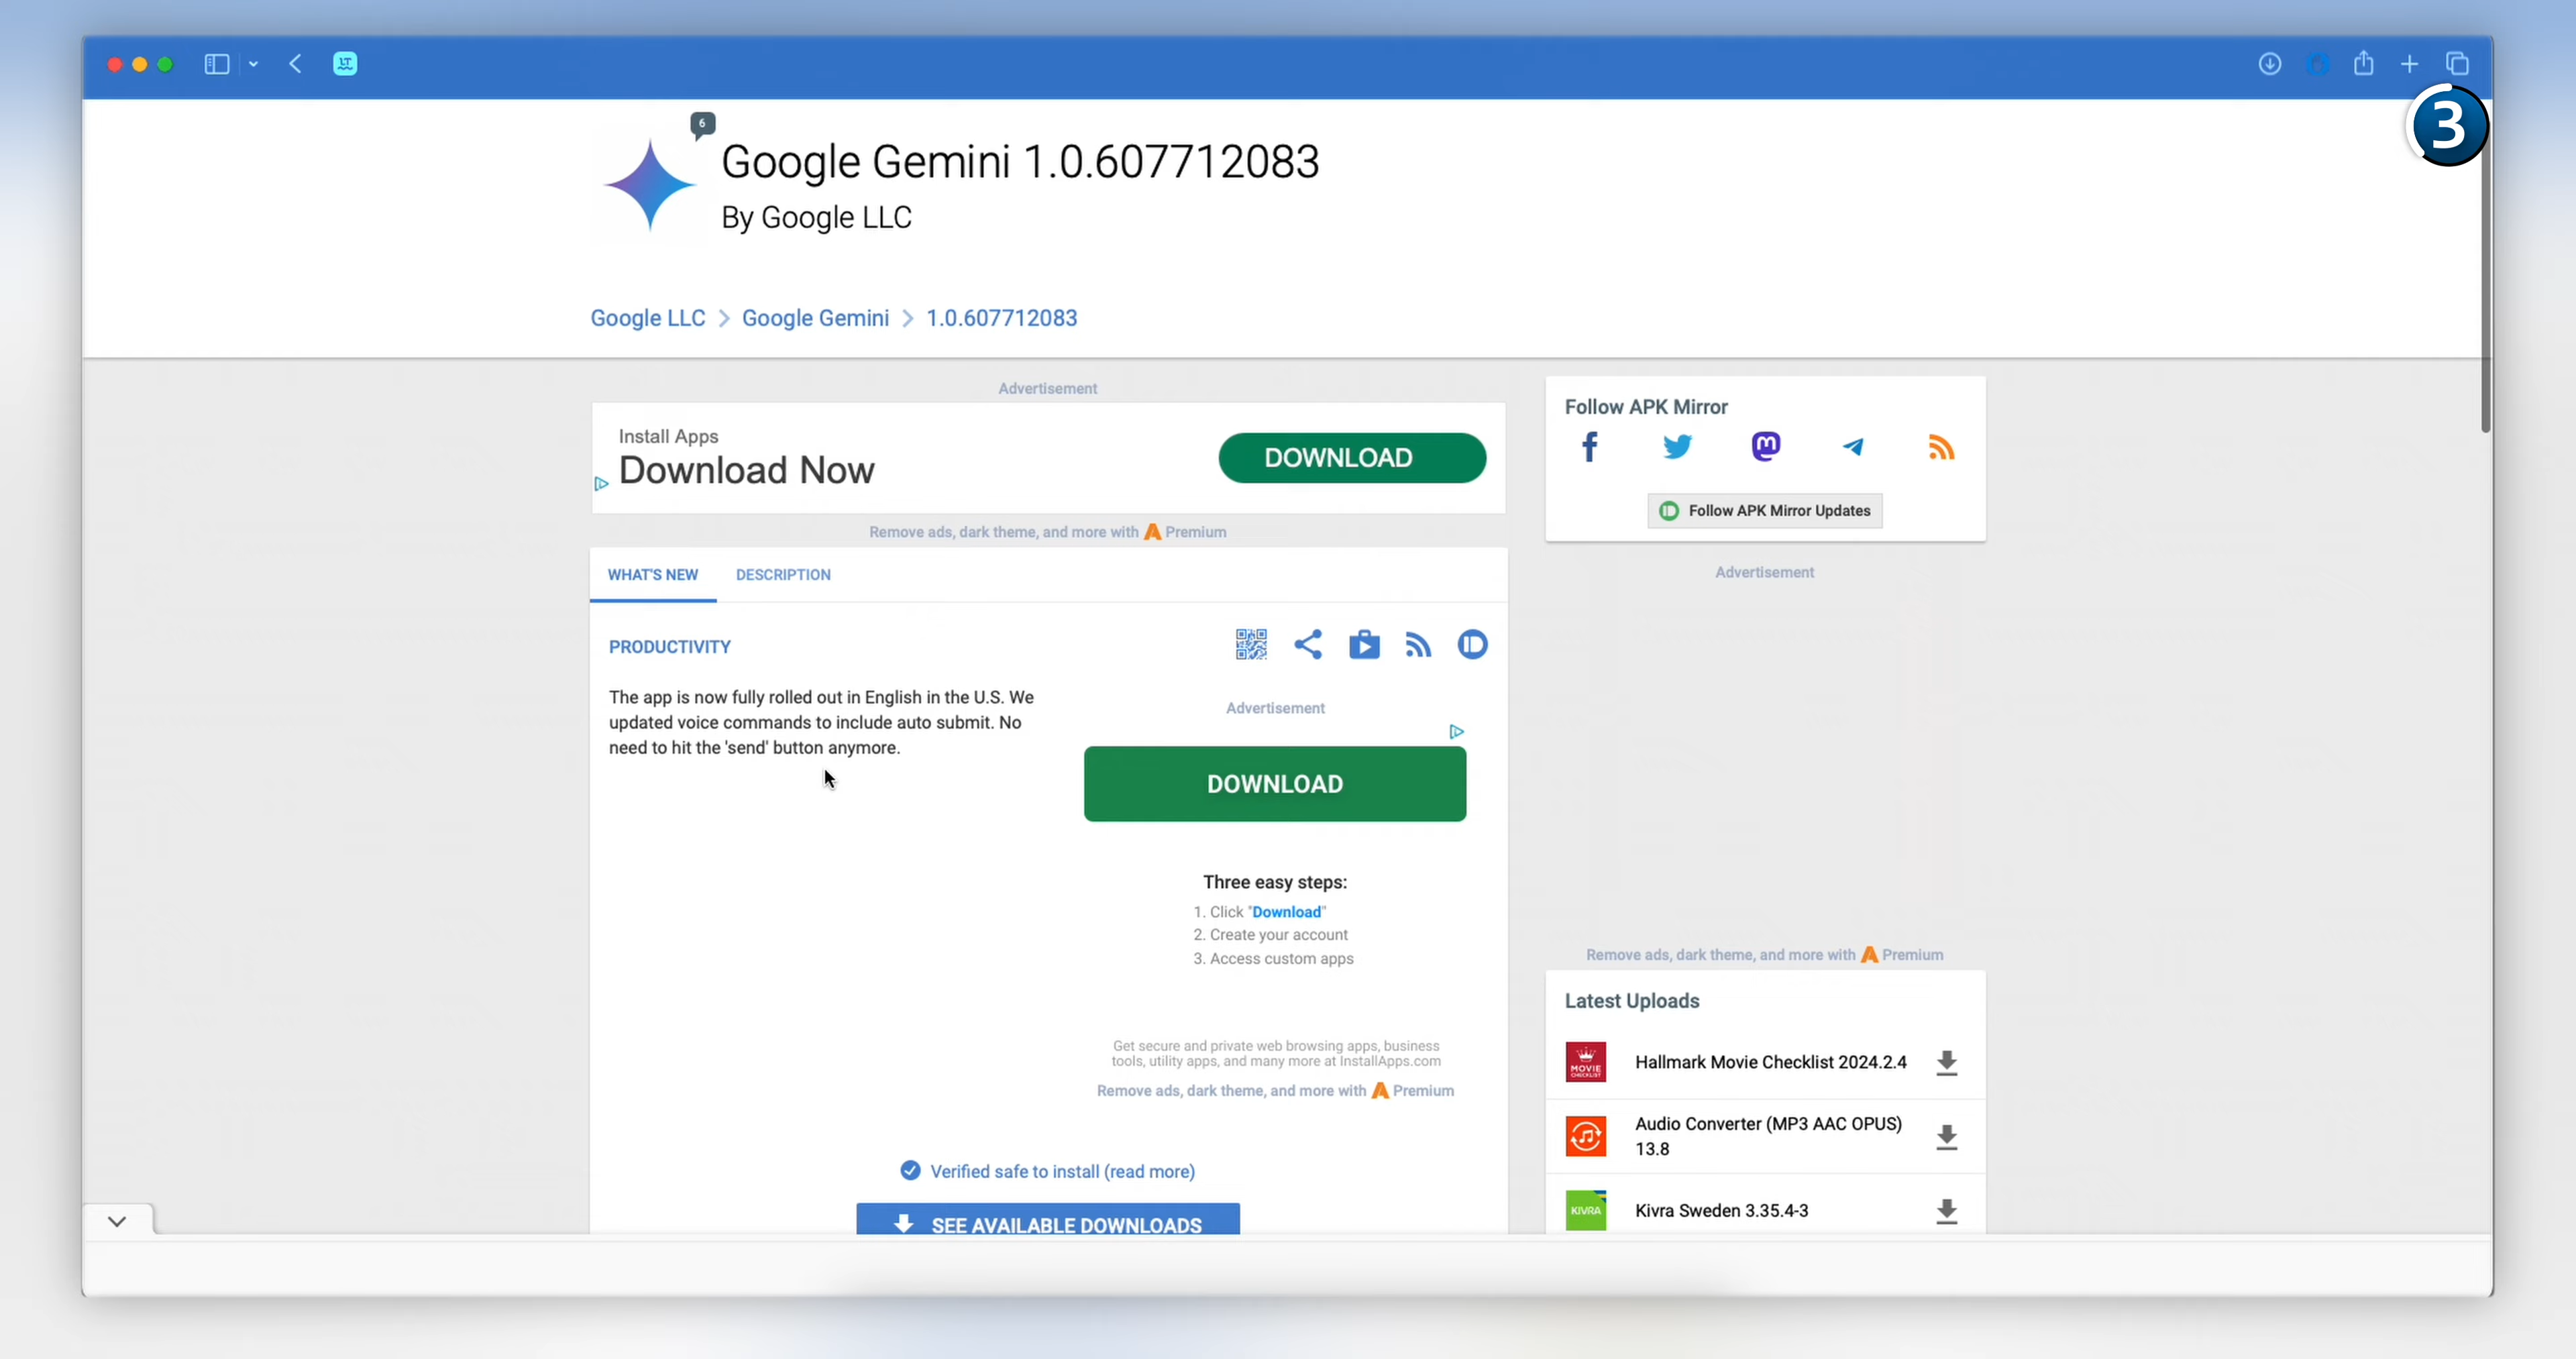 3
6
Google Gemini 1.0.607712083
By Google LLC
Google LLC > Google Gemini > 1.0.607712083
Advertisement
Install Apps
Download Now
DOWNLOAD
Remove ads, dark theme, and more with Premium
WHAT'S NEW DESCRIPTION
PRODUCTIVITY
The app is now fully rolled out in English in the U.S. We
updated voice commands to include auto submit. No
need to hit the 'send' button anymore.
Advertisement
DOWNLOAD
Three easy steps:
1. Click "Download"
2. Create your account
3. Access custom apps
Get secure and private web browsing apps, business
tools, utility apps, and many more at InstallApps.com
Remove ads, dark theme, and more with Premium
Verified safe to install (read more)
SEE AVAILABLE DOWNLOADS
Follow APK Mirror
Follow APK Mirror Updates
Advertisement
Remove ads, dark theme, and more with Premium
Latest Uploads
MOVIE
CHECKLIST
Hallmark Movie Checklist 2024.2.4
Audio Converter (MP3 AAC OPUS)
13.8
KIVRA
Kivra Sweden 3.35.4-3